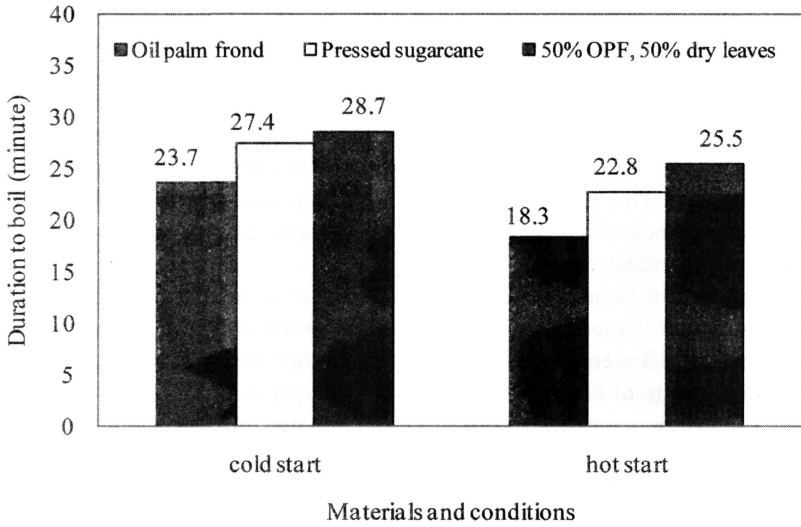 40
35
30
25
20
15
10
5
0
Duration to boil (minute)
Oil palm frond Pressed sugarcane 50% OPF, 50% dry leaves
23.7 27.4 28.7
18.3 22.8 25.5
cold start hot start
Materials and conditions